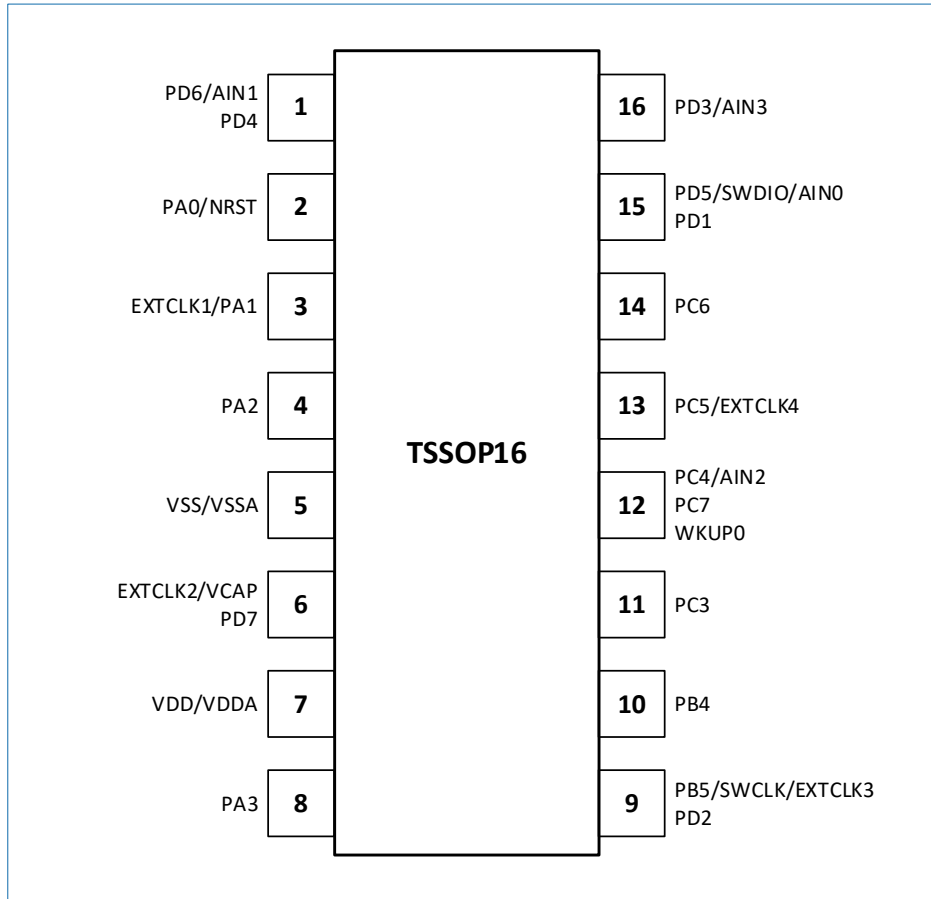 PD6/AIN1
PD4
1
PA0/NRST
2
EXTCLK1/PA1
3
PA2
4
VSS/VSSA
5
EXTCLK2/VCAP
PD7
6
VDD/VDDA
7
PA3
8
TSSOP16
16
PD3/AIN3
15
PD5/SWDIO/AIN0
PD1
14
PC6
13
PC5/EXTCLK4
12
PC4/AIN2
PC7
WKUP0
11
PC3
10
PB4
9
PB5/SWCLK/EXTCLK3
PD2